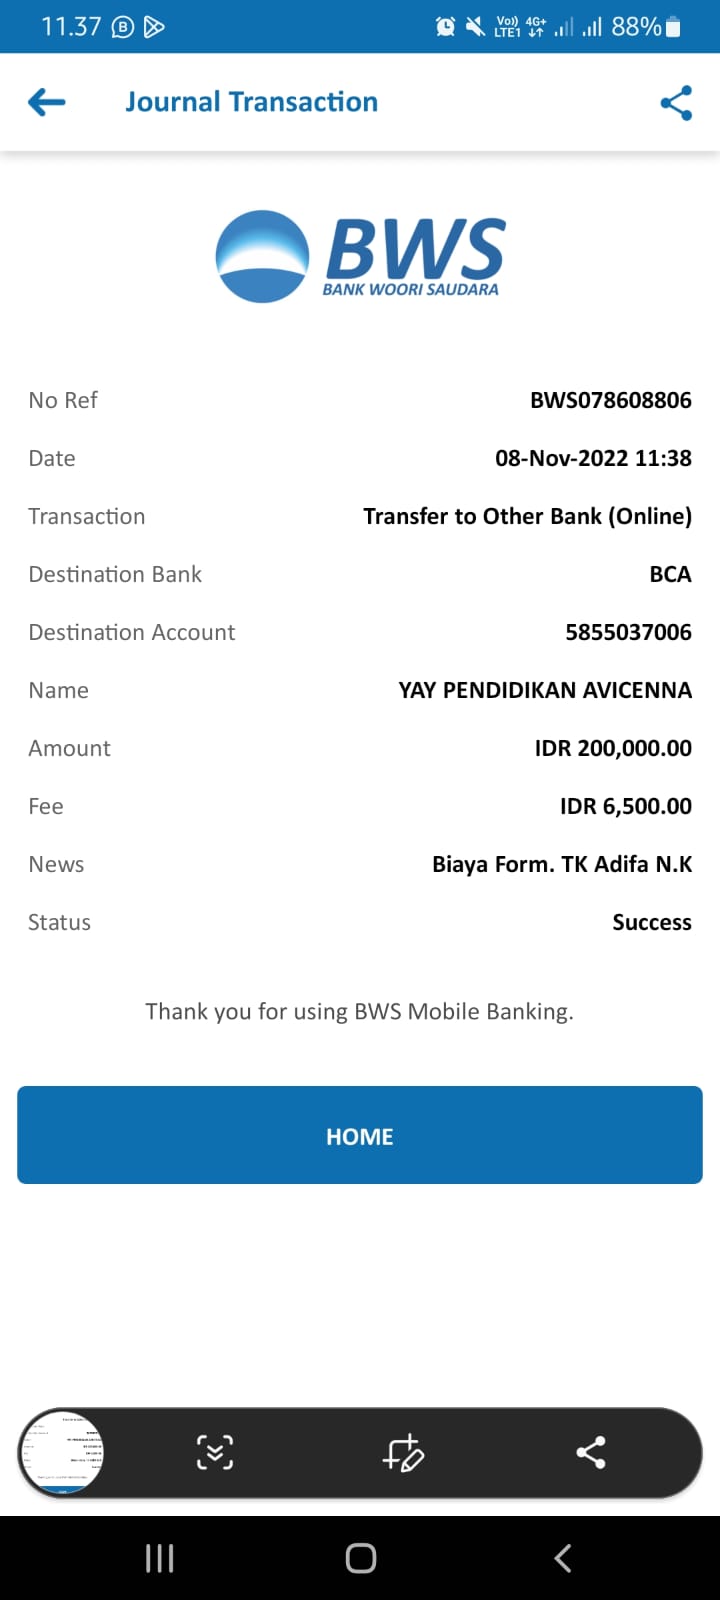 11.37 88%
Vo)) LTE1 4G+
Journal Transaction
BWS
BANK WOORI SAUDARA
No Ref BWS078608806
Date 08-Nov-2022 11:38
Transaction Transfer to Other Bank (Online)
Destination Bank BCA
Destination Account 5855037006
Name YAY PENDIDIKAN AVICENNA
Amount IDR 200,000.00
Fee IDR 6,500.00
News Biaya Form. TK Adifa N.K
Status Success
Thank you for using BWS Mobile Banking.
HOME